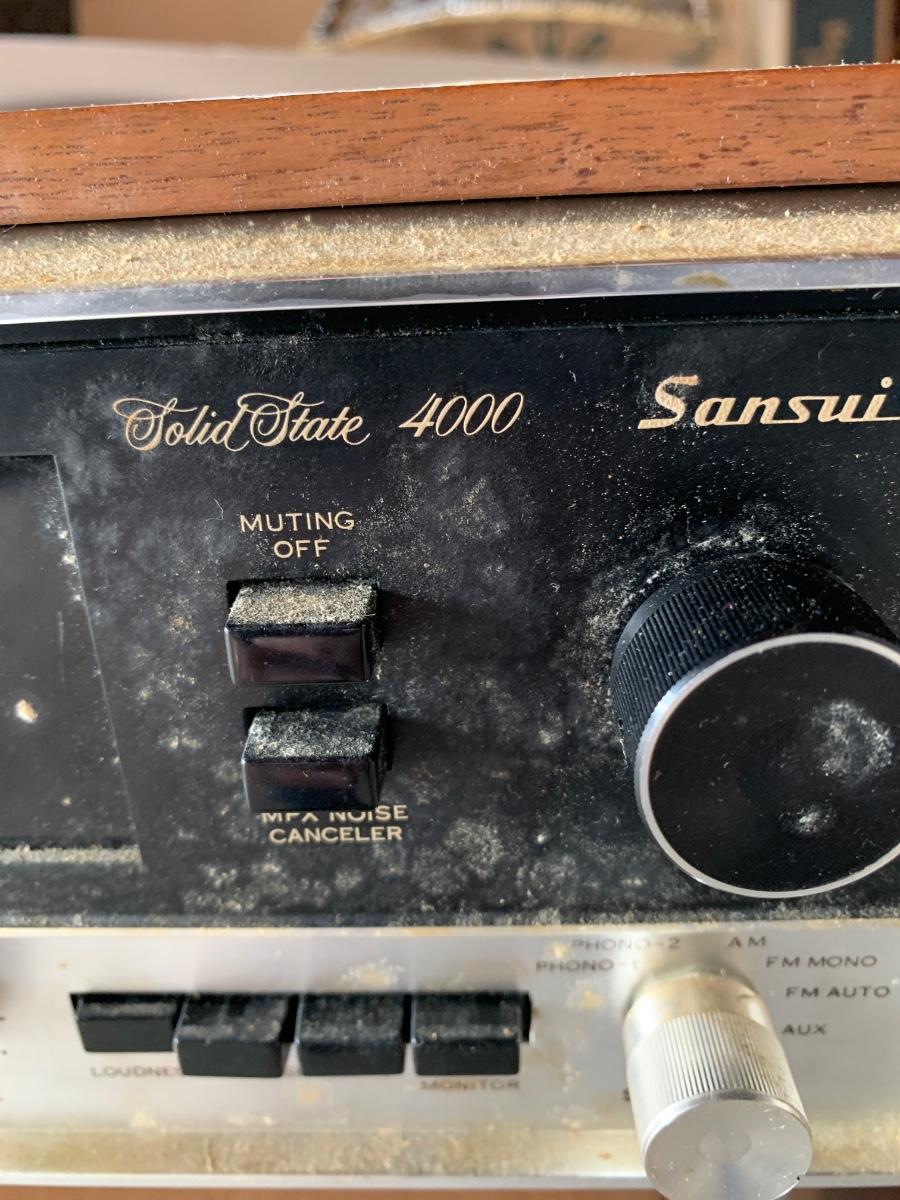 Solid State 4000
Sansui
MUTING
OFF
MPX NOISE
CANCELER
PHONO-2
AM
PHONO-1
FM MONO
FM AUTO
AUX
MONITOR